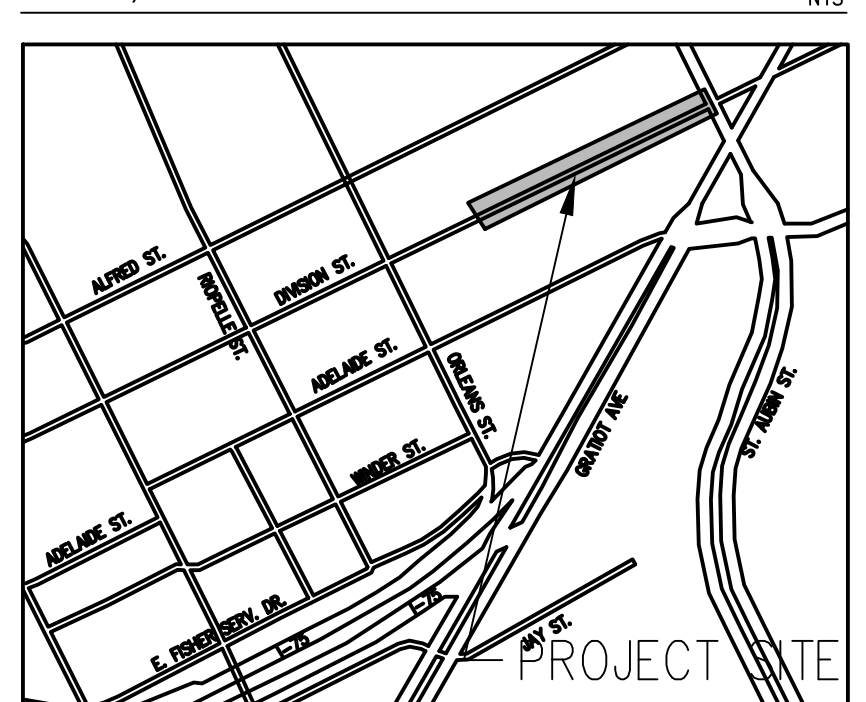 NTS
ALFRED ST.
RIOPELLE ST.
DIVISION ST.
ADELAIDE ST.
ORLEANS ST.
WINDER ST.
GRATIOT AVE
ST. AUBIN ST.
ADELAIDE ST.
E. FISHER SERV. DR.
I-75
I-75
JAY ST.
PROJECT SITE